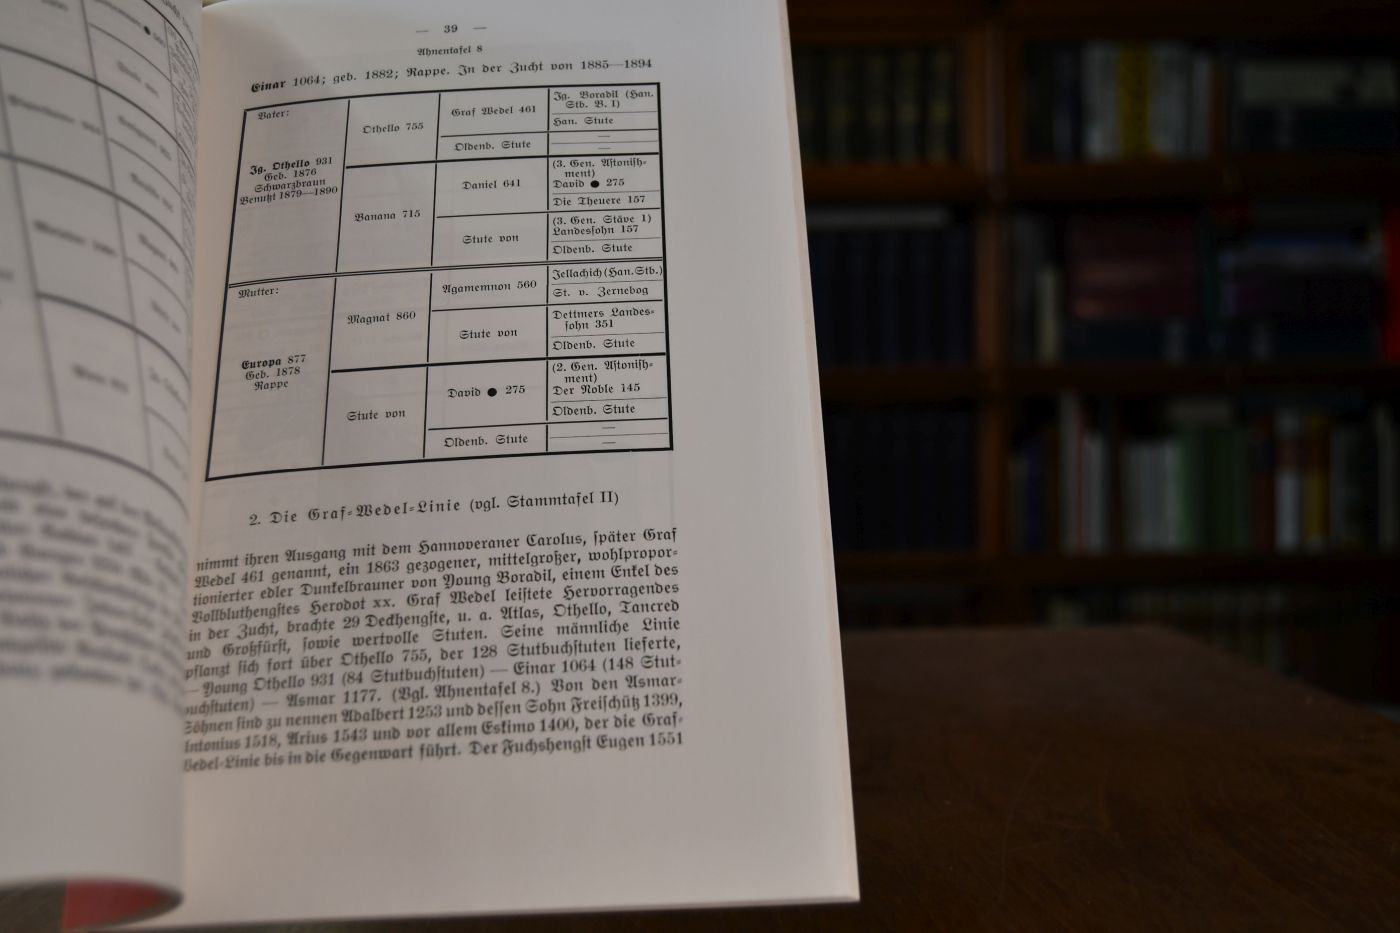 — 39 —
Ahnentafel 8
Einar 1064; geb. 1882; Rappe. In der Zucht von 1885—1894
Vater:
Jg. Othello 931
Geb. 1876
Schwarzbraun
Benutzt 1879—1890
Othello 755
Graf Wedel 461
Jg. Boradil (Han.
Stb. B. I)
Han. Stute
Oldenb. Stute
—
—
Banana 715
Daniel 641
(3. Gen. Astonish-
ment)
David ● 275
Die Theuere 157
Stute von
(3. Gen. Stäve 1)
Landessohn 157
Oldenb. Stute
Mutter:
Europa 877
Geb. 1878
Rappe
Magnat 860
Agamemnon 560
Jellachich (Han.Stb.)
St. v. Zernebog
Stute von
Dettmers Landes-
sohn 351
Oldenb. Stute
Stute von
David ● 275
(2. Gen. Astonish-
ment)
Der Noble 145
Oldenb. Stute
Oldenb. Stute
—
—
2. Die Graf-Wedel-Linie (vgl. Stammtafel II)
nimmt ihren Ausgang mit dem Hannoveraner Carolus, später Graf
Wedel 461 genannt, ein 1863 gezogener, mittelgroßer, wohlpropor-
tionierter edler Dunkelbrauner von Young Boradil, einem Enkel des
Vollbluthengstes Herodot xx. Graf Wedel leistete Hervorragendes
in der Zucht, brachte 29 Deckhengste, u. a. Atlas, Othello, Tancred
und Großfürst, sowie wertvolle Stuten. Seine männliche Linie
pflanzt sich fort über Othello 755, der 128 Stutbuchstuten lieferte,
— Young Othello 931 (84 Stutbuchstuten) — Einar 1064 (148 Stut-
buchstuten) — Asmar 1177. (Vgl. Ahnentafel 8.) Von den Asmar-
Söhnen sind zu nennen Adalbert 1253 und dessen Sohn Freischütz 1399,
Antonius 1518, Arius 1543 und vor allem Eskimo 1400, der die Graf-
Wedel-Linie bis in die Gegenwart führt. Der Fuchshengst Eugen 1551